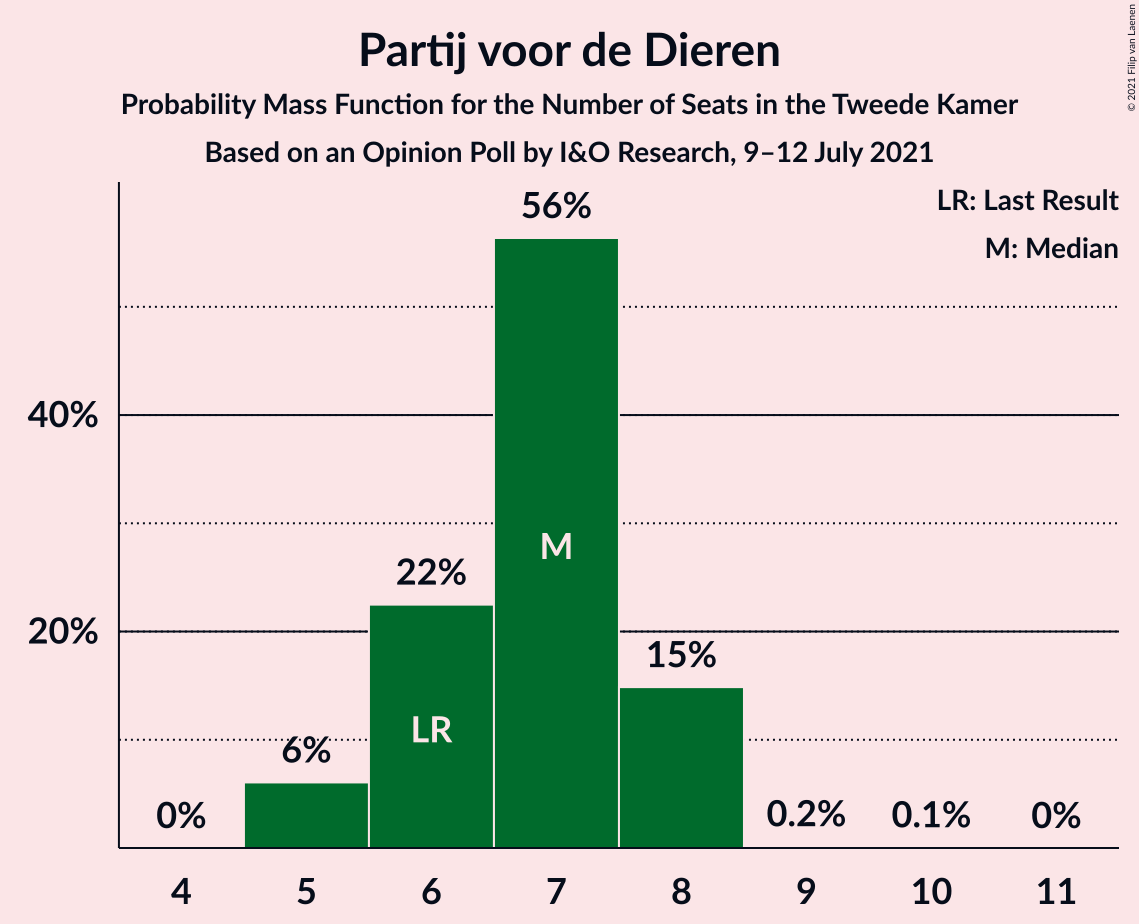 Partij voor de Dieren
Probability Mass Function for the Number of Seats in the Tweede Kamer
Based on an Opinion Poll by I&O Research, 9–12 July 2021
© 2021 Filip van Laenen
LR: Last Result
M: Median
56%
40%
M
22%
20%
15%
LR
6%
0%
0.2%
0.1%
0%
4
5
6
7
8
9
10
11